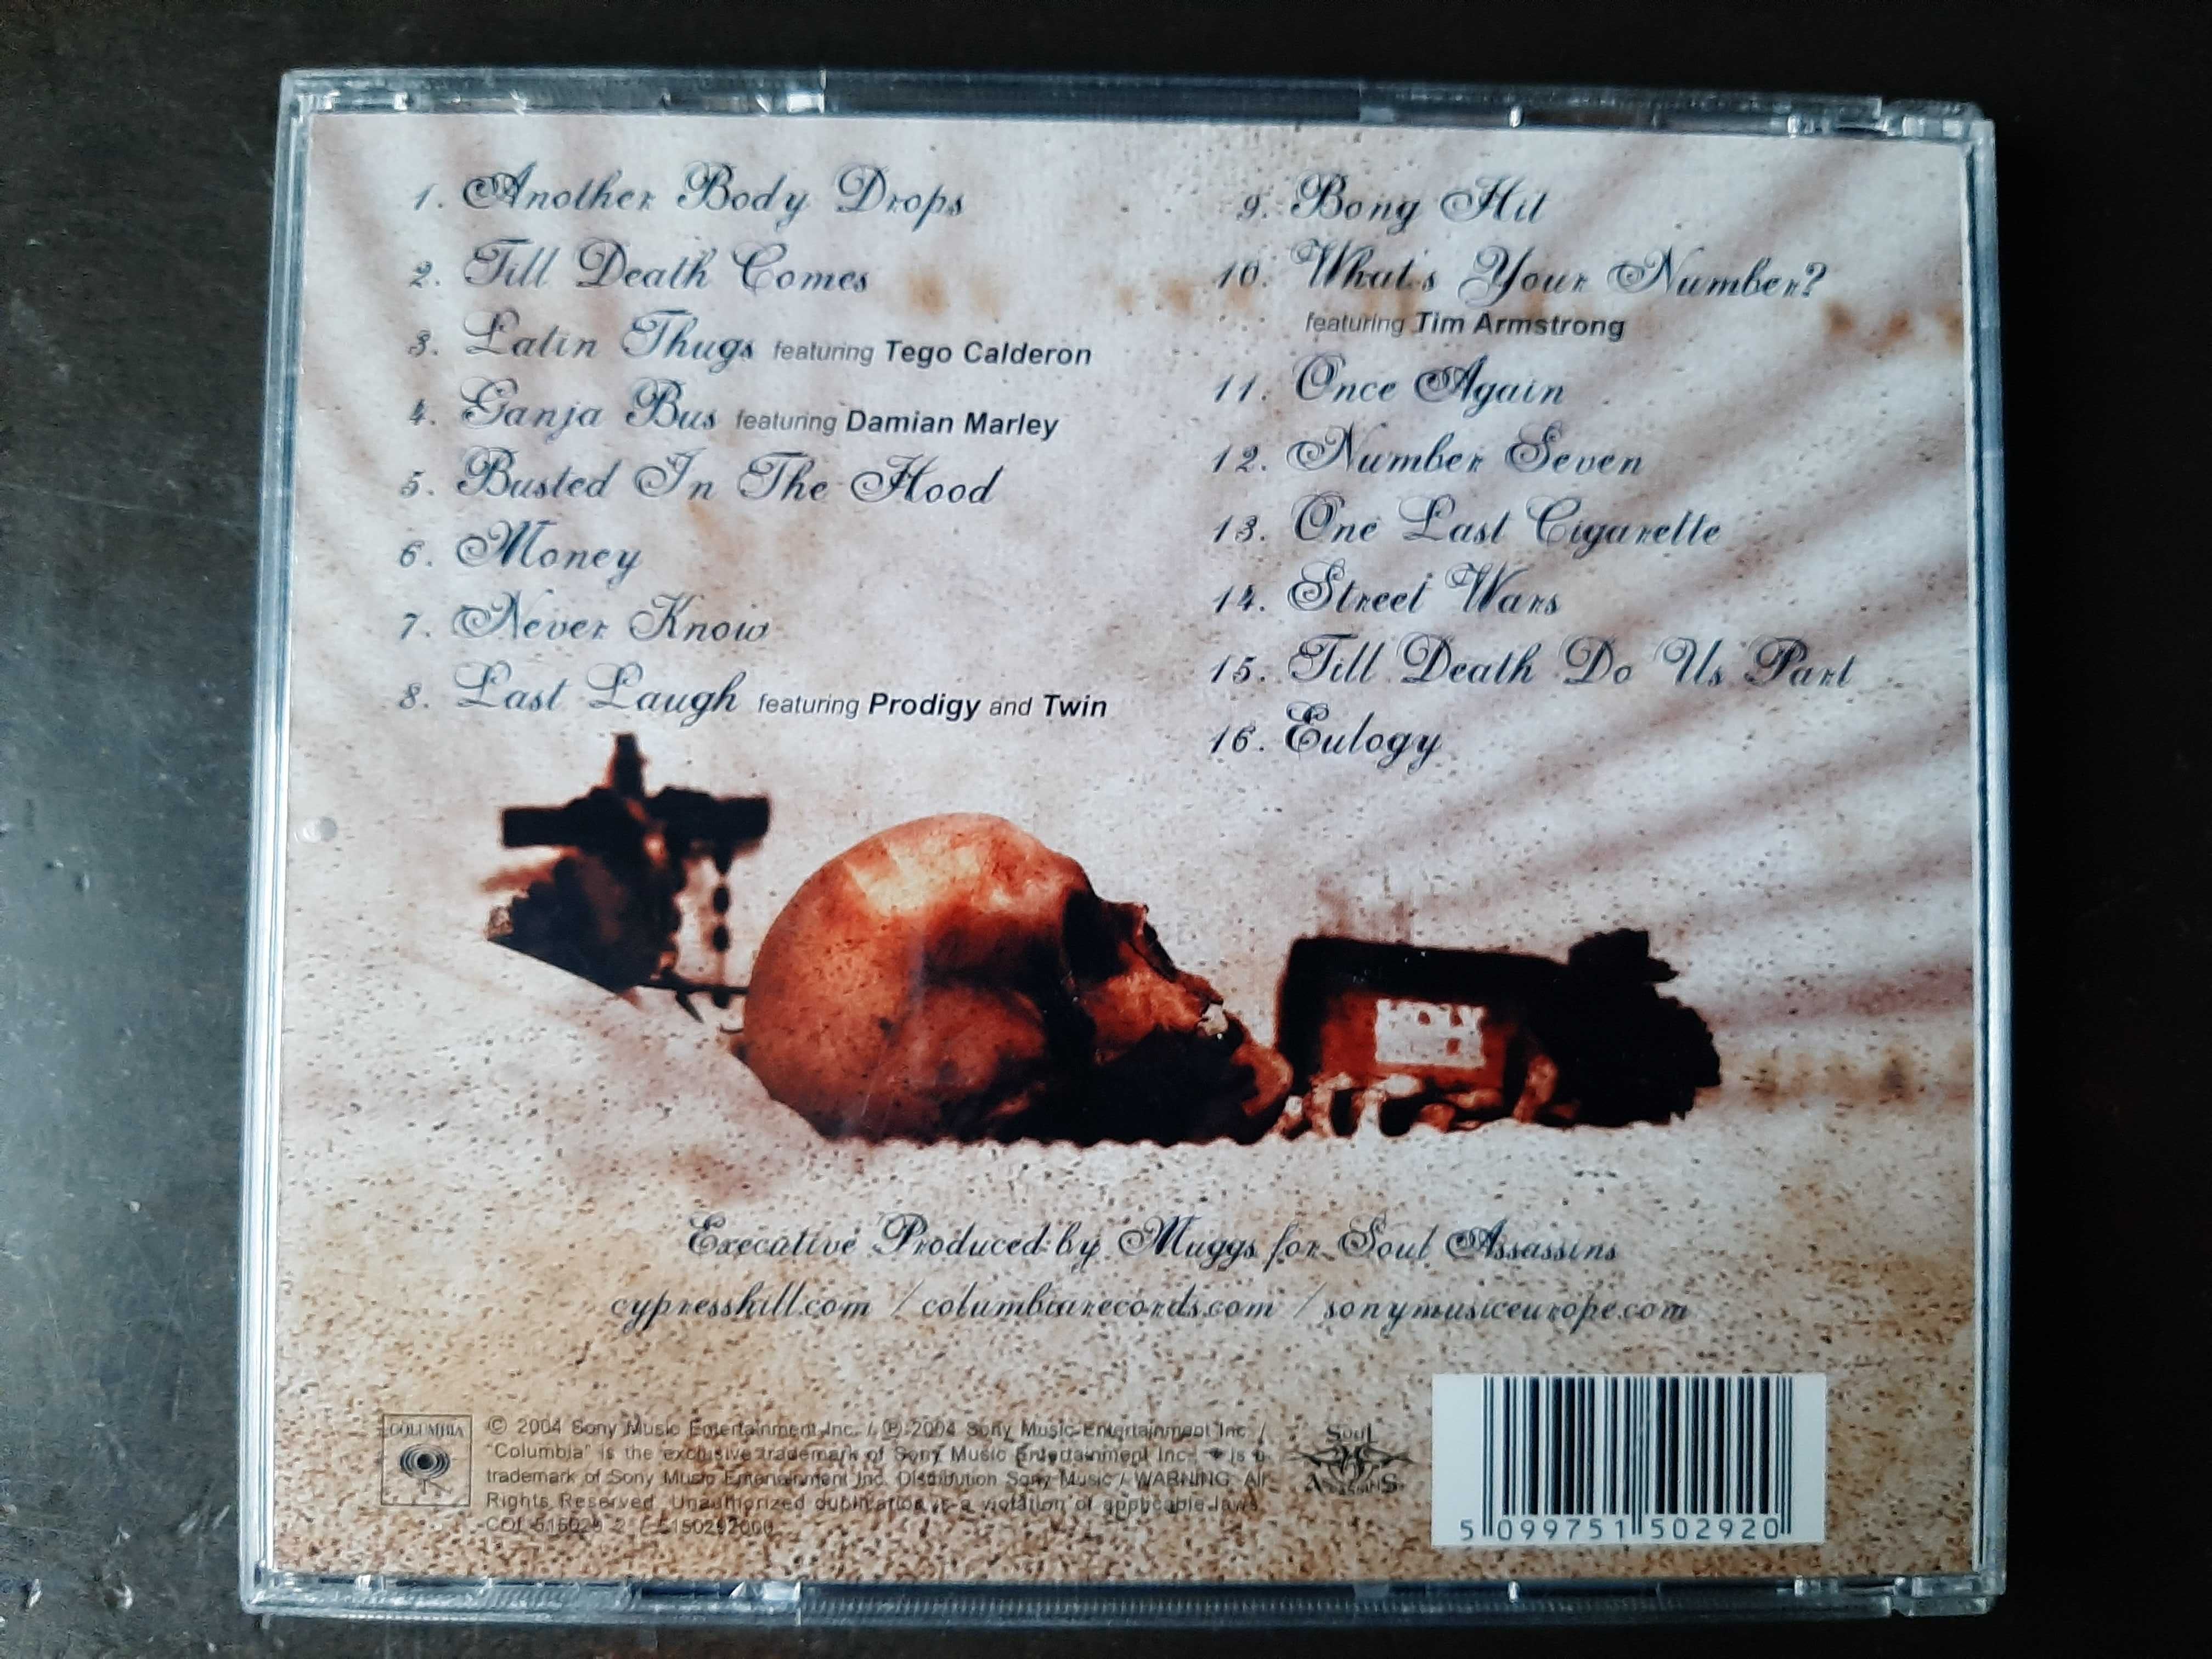 1. Another Body Drops
2. Till Death Comes
3. Latin Thugs featuring Tego Calderon
4. Ganja Bus featuring Damian Marley
5. Busted In The Hood
6. Money
7. Never Know
8. Last Laugh featuring Prodigy and Twin
9. Bong Hit
10. What's Your Number?
featuring Tim Armstrong
11. Once Again
12. Number Seven
13. One Last Cigarette
14. Street Wars
15. Till Death Do Us Part
16. Eulogy
HOLY
Executive Produced by Muggs for Soul Assassins
cypresshill.com / columbiarecords.com / sonymusiceurope.com
COLUMBIA
© 2004 Sony Music Entertainment Inc. / ℗ 2004 Sony Music Entertainment Inc. /
"Columbia" is the exclusive trademark of Sony Music Entertainment Inc. / is a
trademark of Sony Music Entertainment Inc. Distribution Sony Music / WARNING: All
Rights Reserved. Unauthorized duplication is a violation of applicable laws.
COL 515029 2 / 5150292000
SOUL
ASSASSINS
5 099751 502920